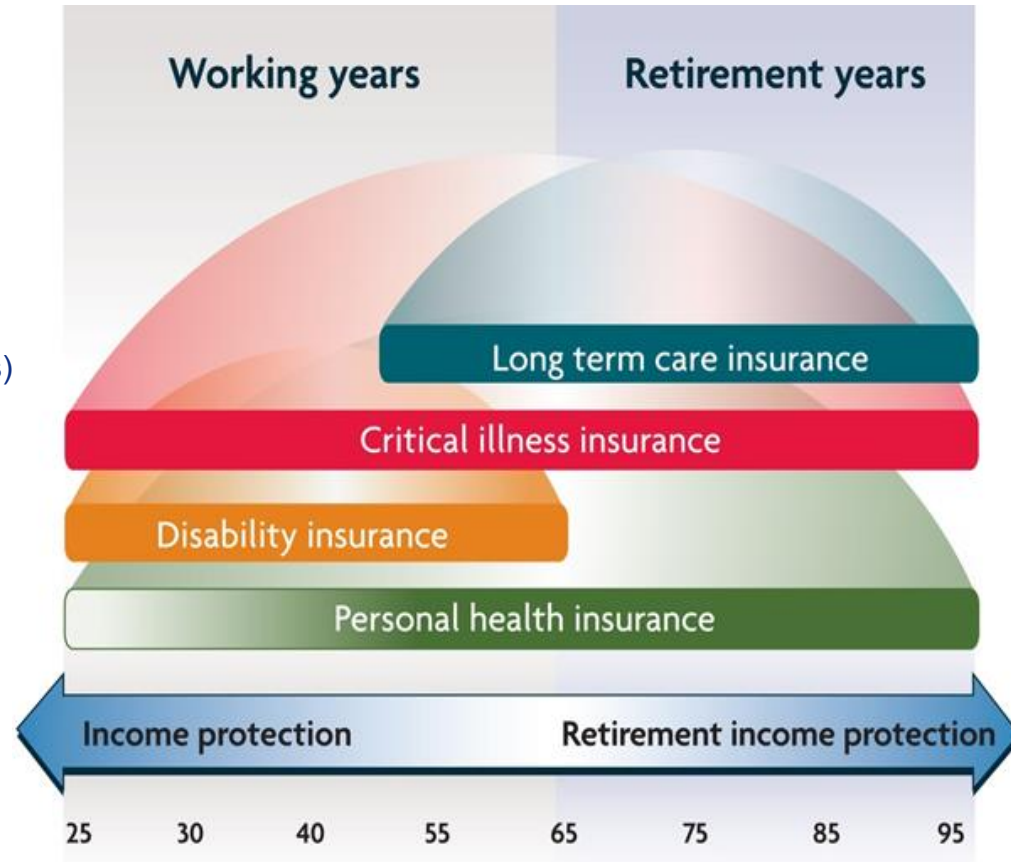 Working years
Retirement years
s)
Long term care insurance
Critical illness insurance
Disability insurance
Personal health insurance
Income protection
Retirement income protection
25 30 40 55 65 75 85 95